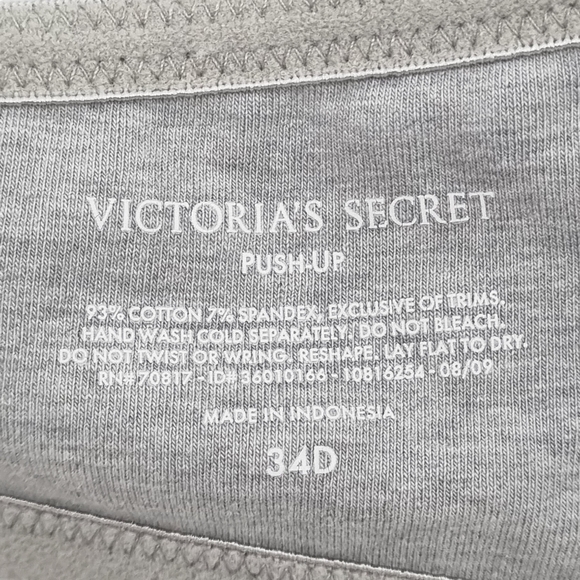 VICTORIA'S SECRET
PUSH-UP
93% COTTON 7% SPANDEX, EXCLUSIVE OF TRIMS.
HAND WASH COLD SEPARATELY. DO NOT BLEACH.
DO NOT TWIST OR WRING. RESHAPE. LAY FLAT TO DRY.
RN#70817 - ID# 36010166 - 10816254 - 08/09
MADE IN INDONESIA
34D